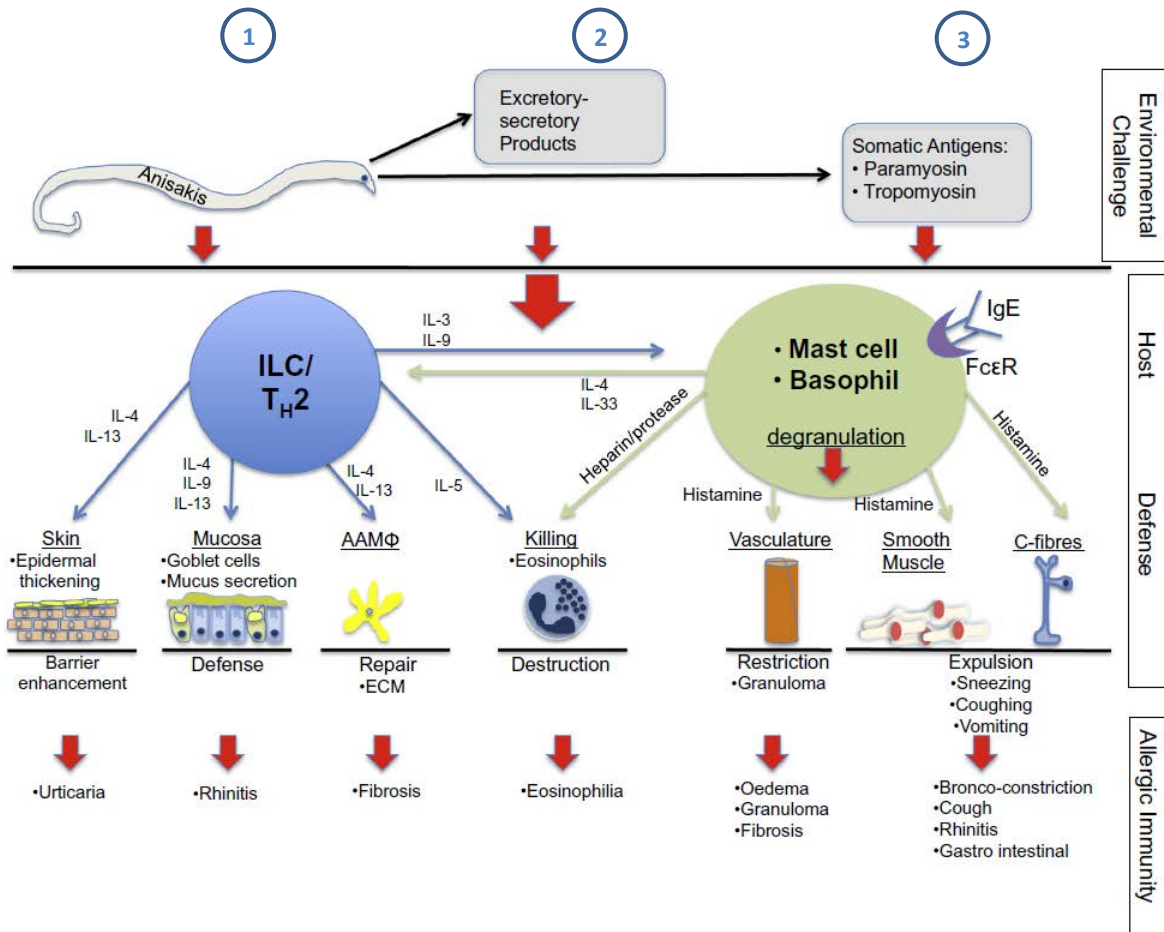 1
2
3
Excretory-
secretory
Products
Somatic Antigens:
• Paramyosin
• Tropomyosin
Anisakis
Environmental
Challenge
IL-3
IL-9
ILC/
TH2
IL-4
IL-33
• Mast cell
• Basophil
degranulation
IgE
FcεR
Host Defense
IL-4
IL-13
IL-4
IL-9
IL-13
IL-4
IL-13
IL-5
Heparin/protease
Histamine
Histamine
Histamine
Skin
•Epidermal
thickening
Mucosa
•Goblet cells
•Mucus secretion
AAMΦ
Killing
•Eosinophils
Vasculature
Smooth
Muscle
C-fibres
Barrier
enhancement
Defense
Repair
•ECM
Destruction
Restriction
•Granuloma
Expulsion
•Sneezing
•Coughing
•Vomiting
•Urticaria
•Rhinitis
•Fibrosis
•Eosinophilia
•Oedema
•Granuloma
•Fibrosis
•Bronco-constriction
•Cough
•Rhinitis
•Gastro intestinal
Allergic Immunity